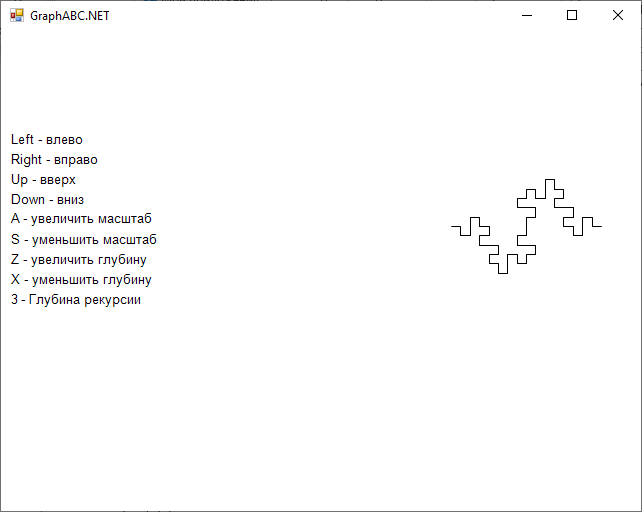 GraphABC.NET
Left - влево
Right - вправо
Up - вверх
Down - вниз
A - увеличить масштаб
S - уменьшить масштаб
Z - увеличить глубину
X - уменьшить глубину
3 - Глубина рекурсии